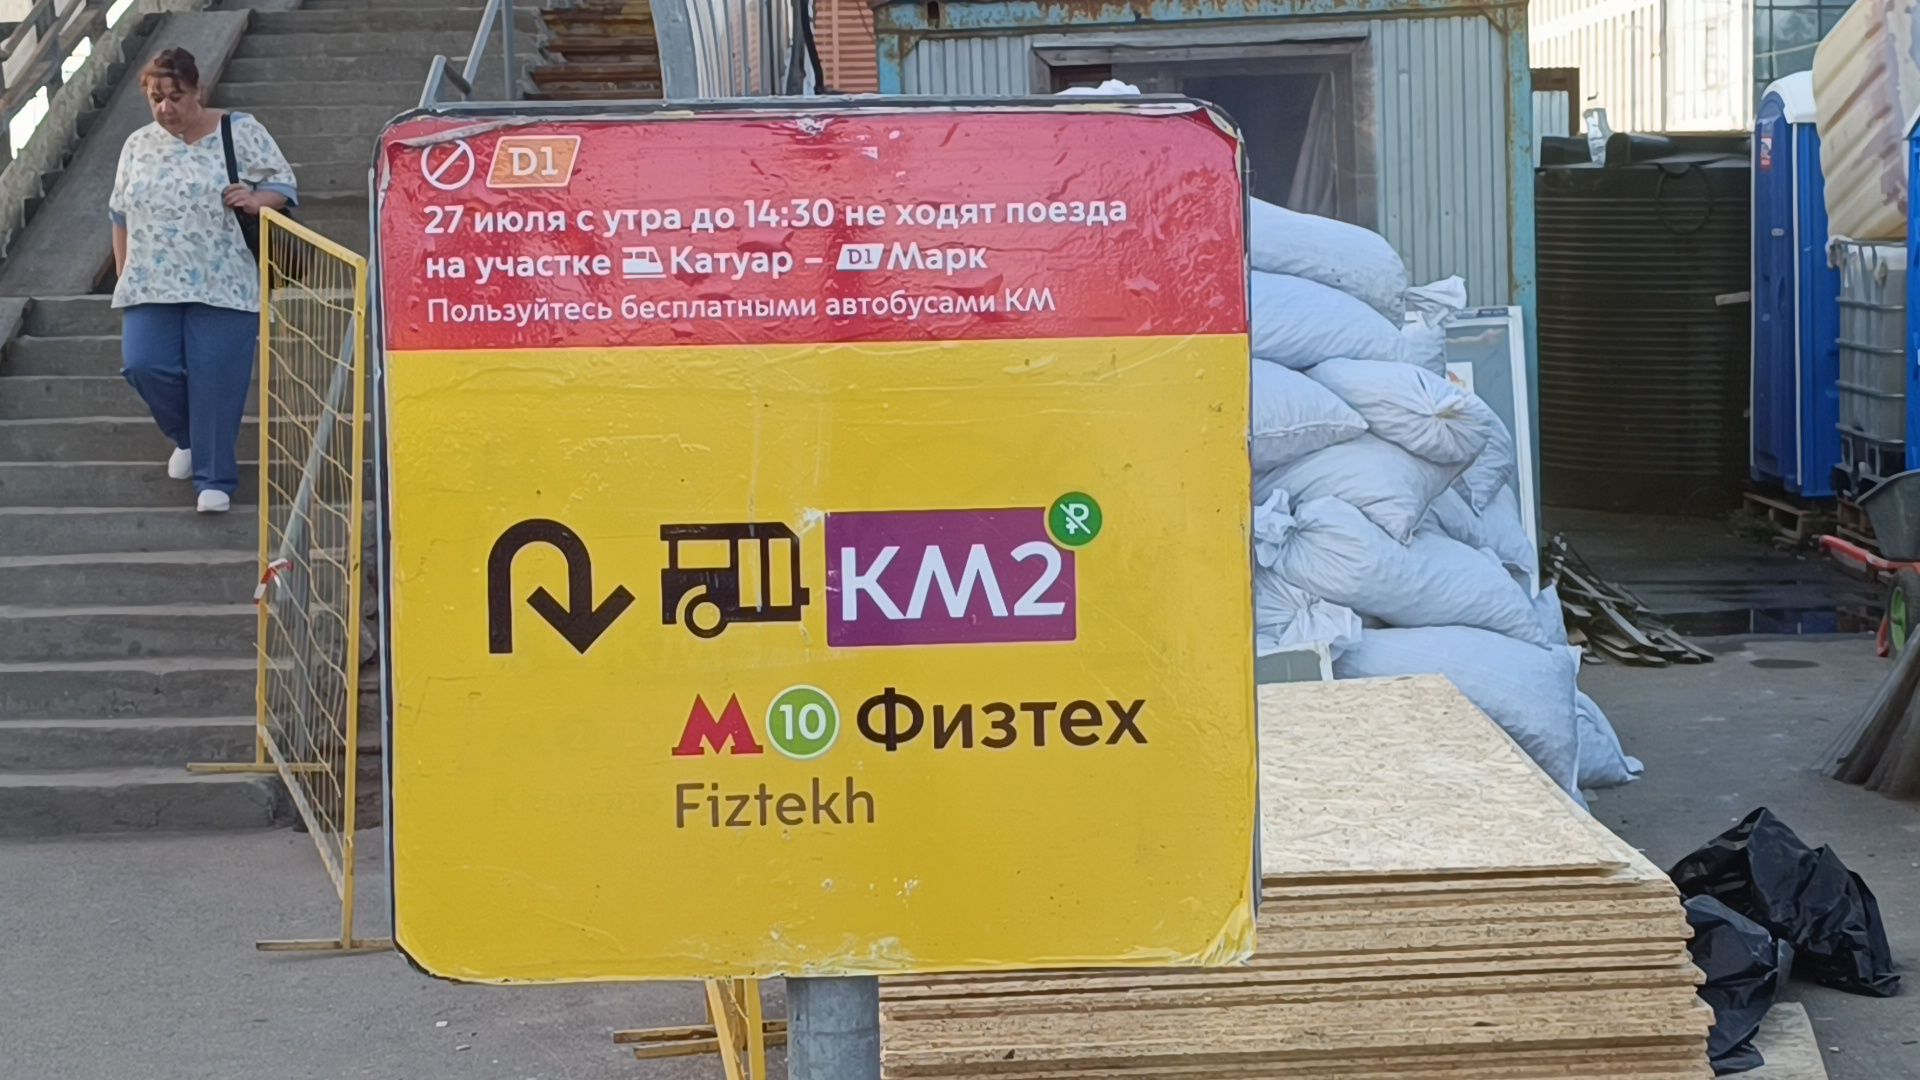 D1
27 июля с утра до 14:30 не ходят поезда
на участке Катуар – D1 Марк
Пользуйтесь бесплатными автобусами КМ
КМ2
М 10 Физтех
Fiztekh